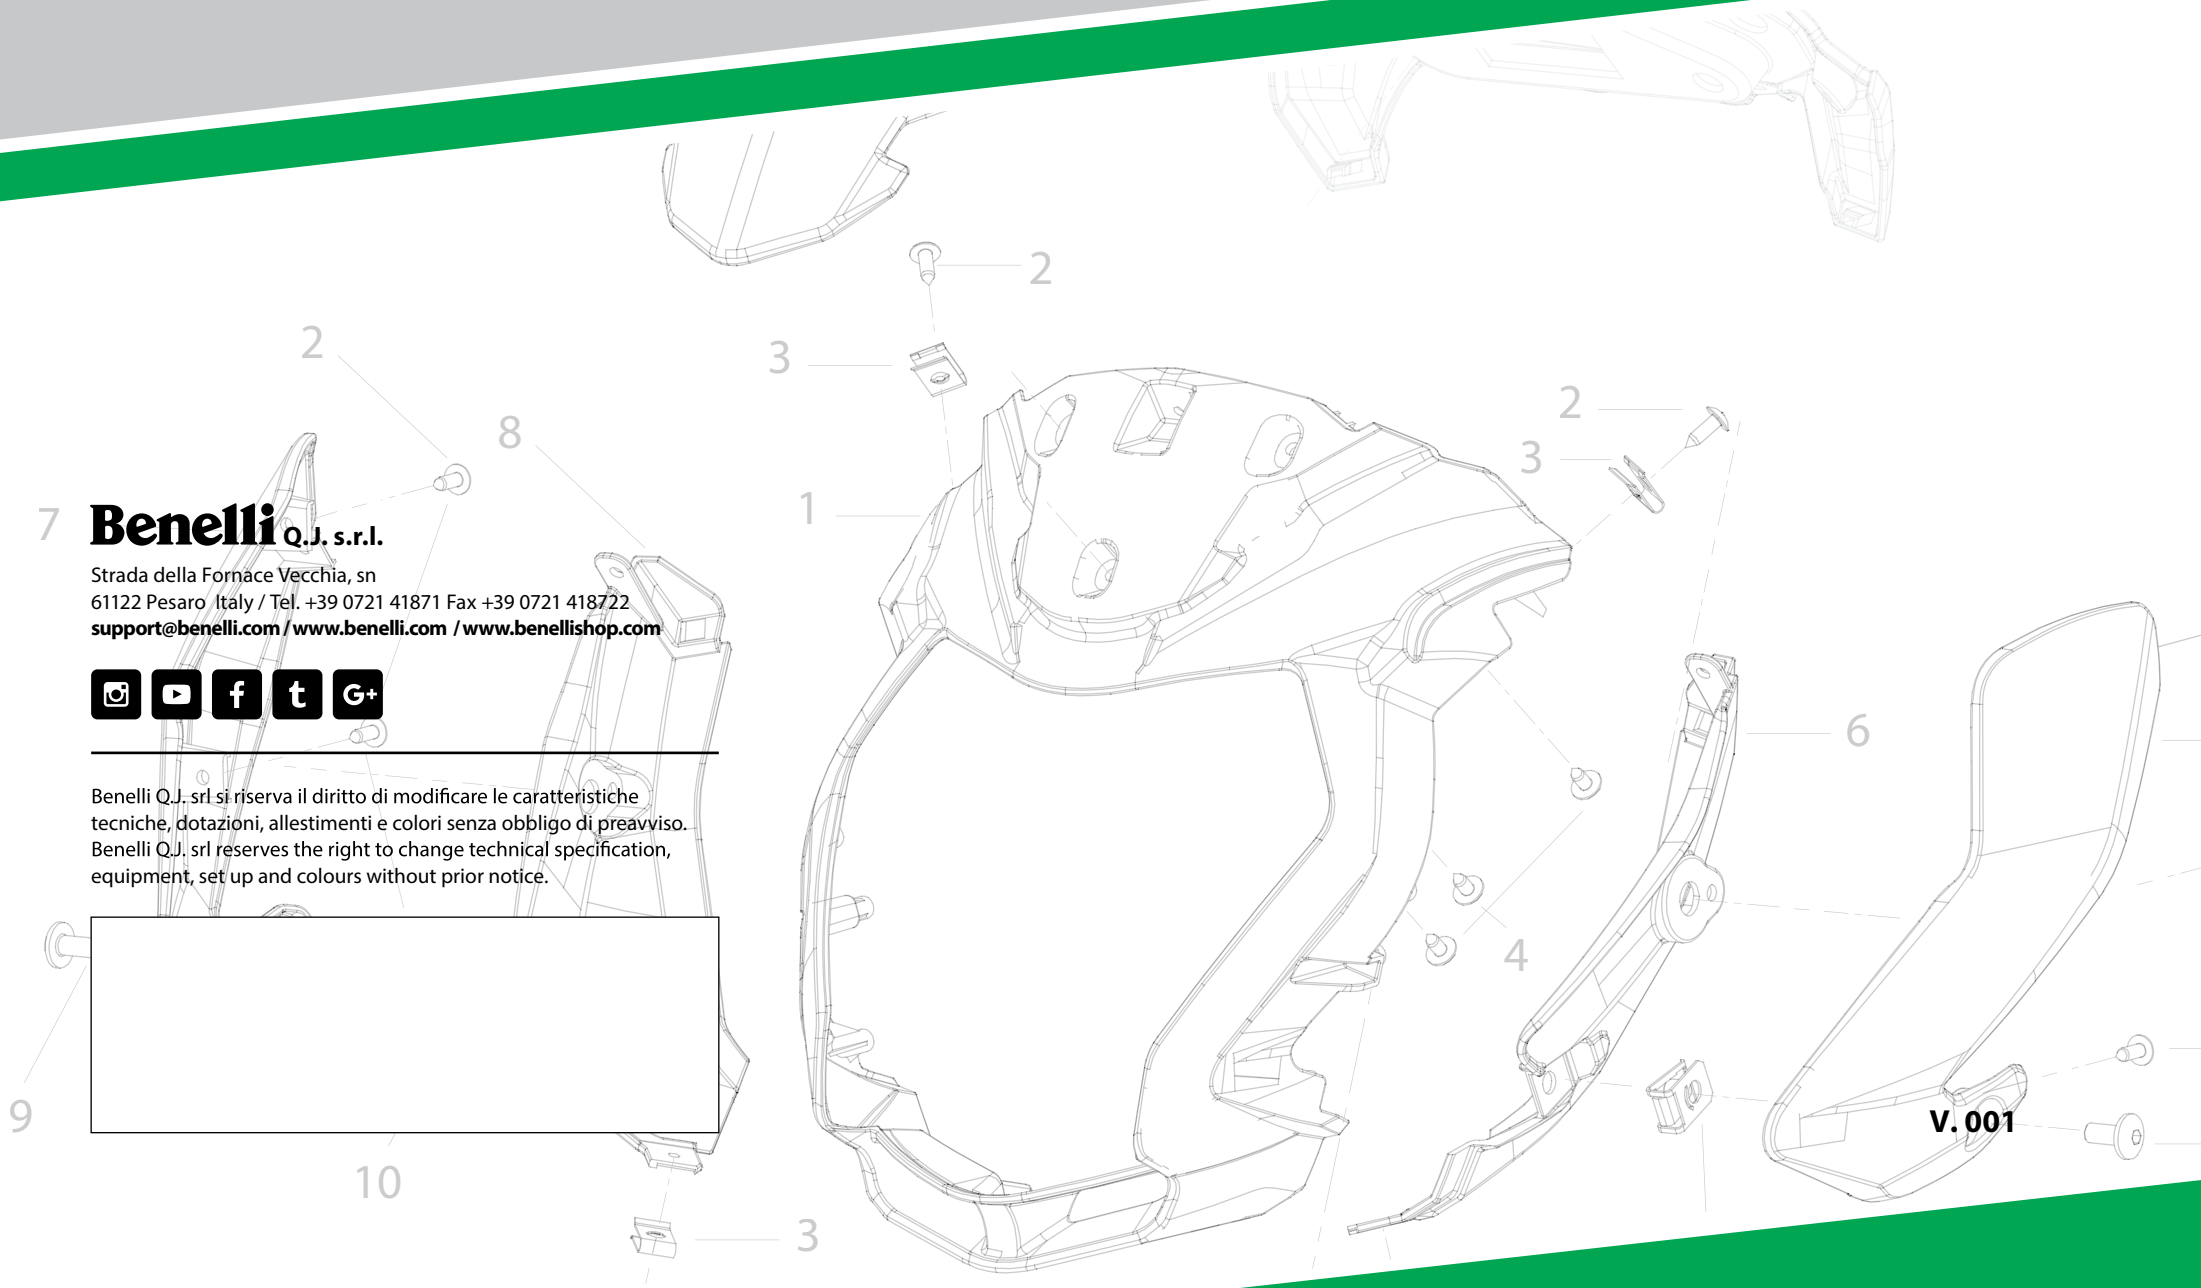 2
2
3
2
8
3
1
7
Benelli Q.J. s.r.l.
Strada della Fornace Vecchia, sn
61122 Pesaro Italy / Tel. +39 0721 41871 Fax +39 0721 418722
support@benelli.com / www.benelli.com / www.benellishop.com
G+
6
Benelli Q.J. srl si riserva il diritto di modificare le caratteristiche
tecniche, dotazioni, allestimenti e colori senza obbligo di preavviso.
Benelli Q.J. srl reserves the right to change technical specification,
equipment, set up and colours without prior notice.
4
9
V. 001
10
3